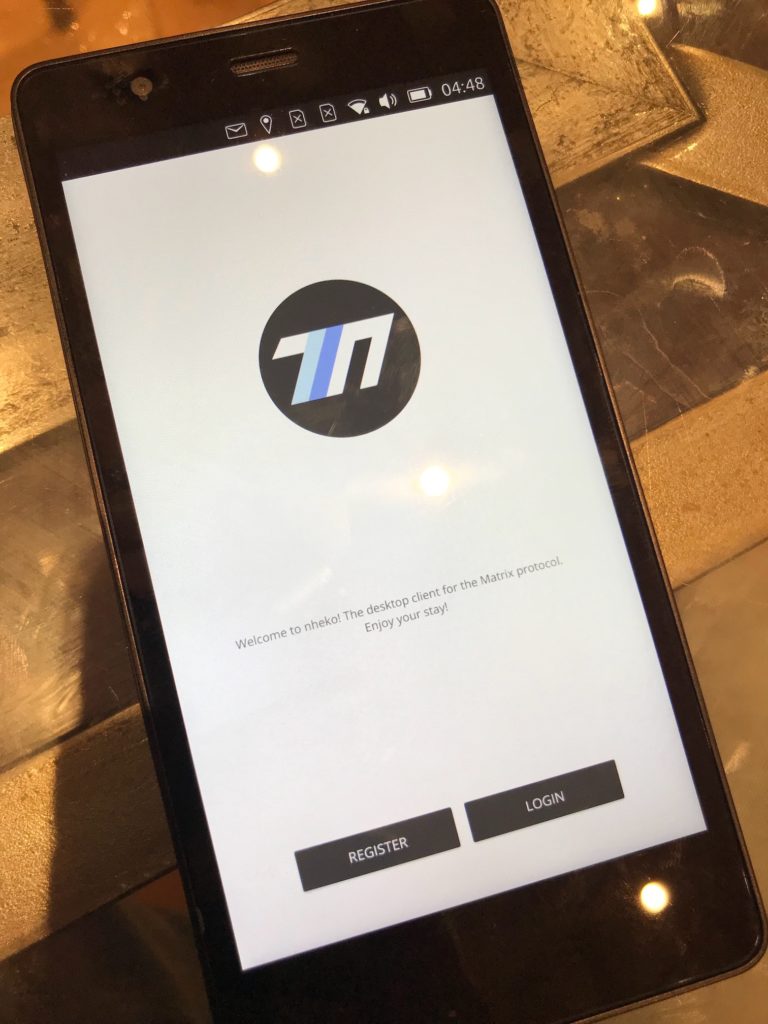 04:48
Welcome to nheko! The desktop client for the Matrix protocol.
Enjoy your stay!
REGISTER
LOGIN